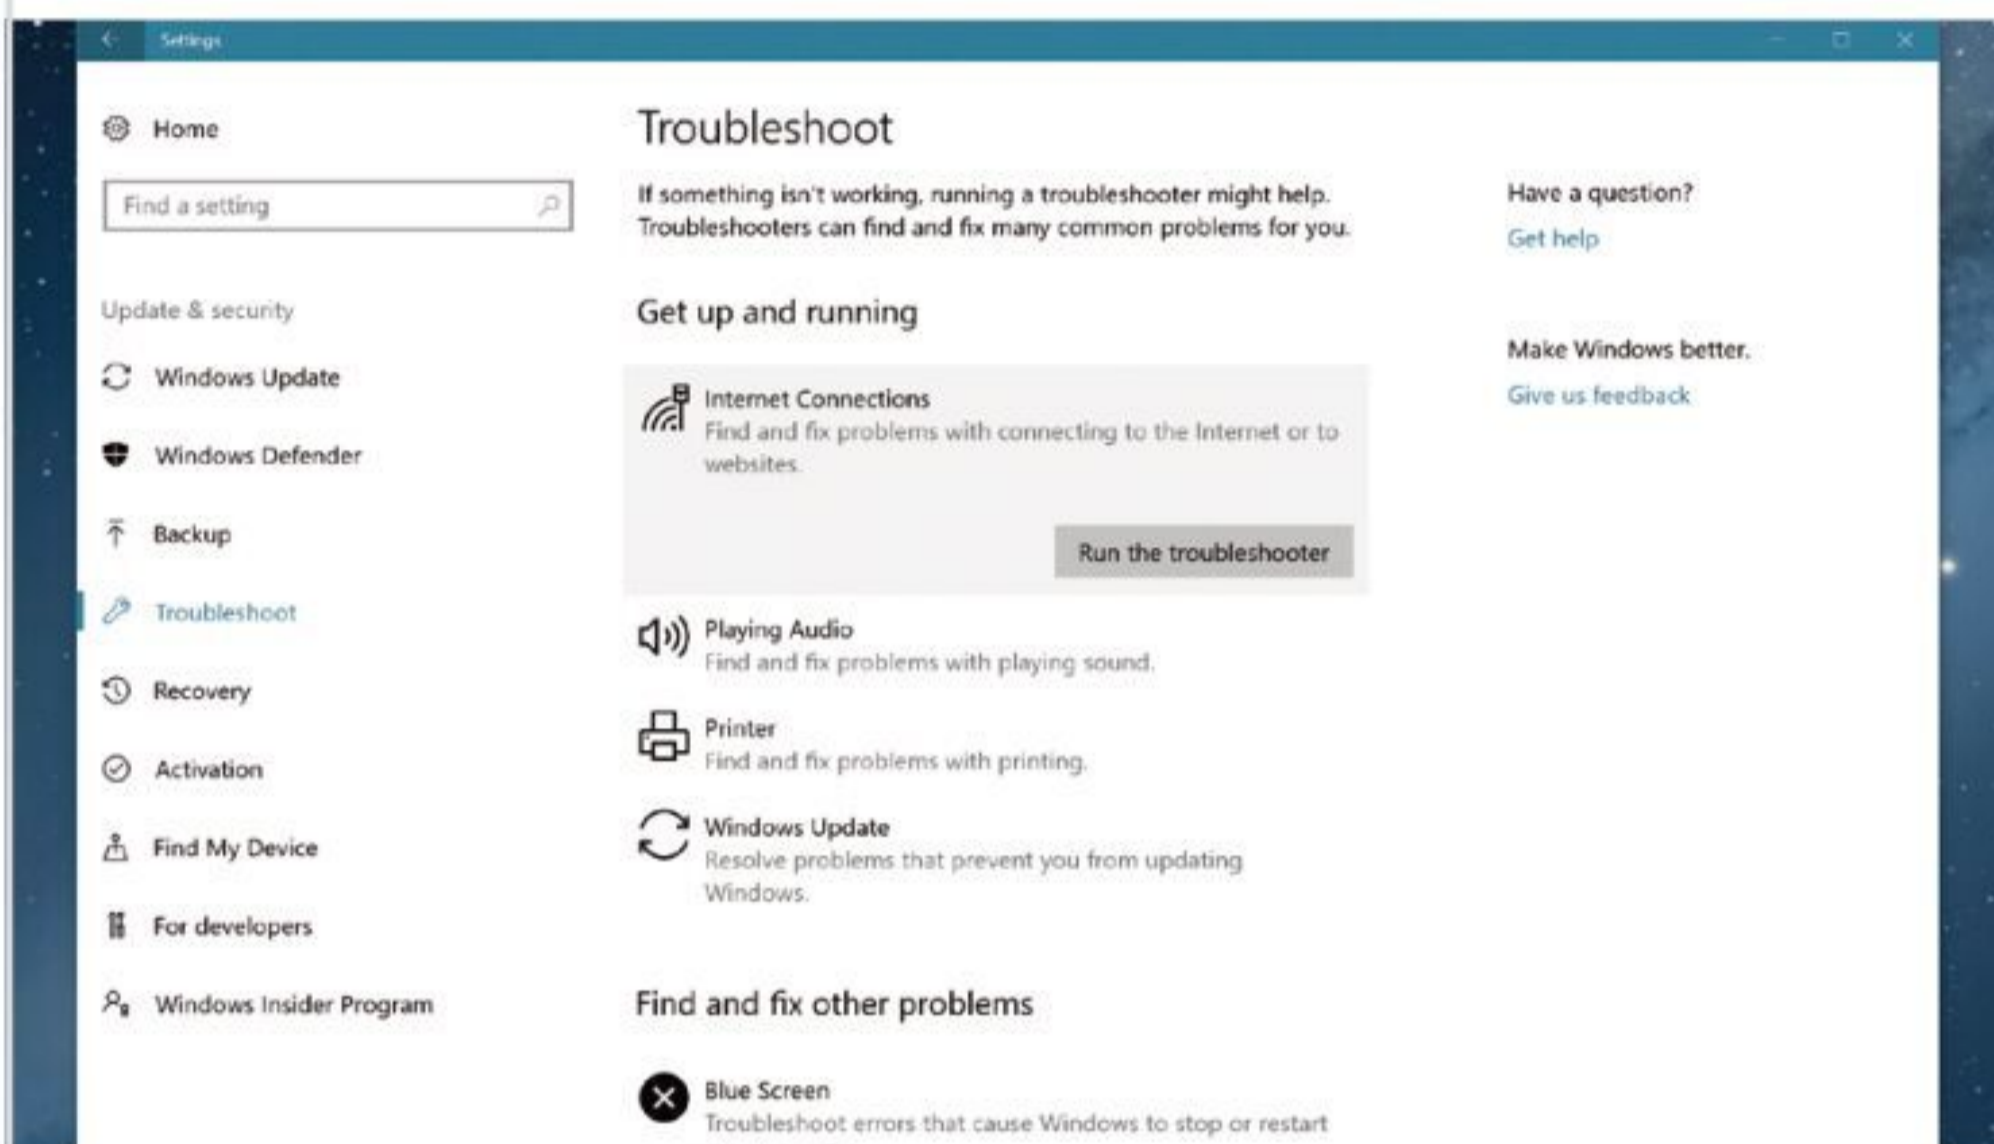 Settings
Home
Find a setting
Update & security
Windows Update
Windows Defender
Backup
Troubleshoot
Recovery
Activation
Find My Device
For developers
Windows Insider Program
Troubleshoot
If something isn't working, running a troubleshooter might help.
Troubleshooters can find and fix many common problems for you.
Get up and running
Internet Connections
Find and fix problems with connecting to the Internet or to
websites.
Run the troubleshooter
Playing Audio
Find and fix problems with playing sound.
Printer
Find and fix problems with printing.
Windows Update
Resolve problems that prevent you from updating
Windows.
Find and fix other problems
Blue Screen
Troubleshoot errors that cause Windows to stop or restart
Have a question?
Get help
Make Windows better.
Give us feedback